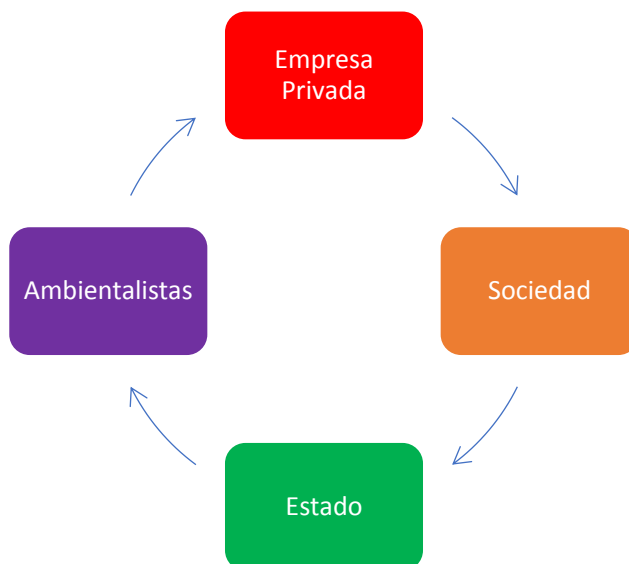 Empresa
Privada
Ambientalistas
Sociedad
Estado